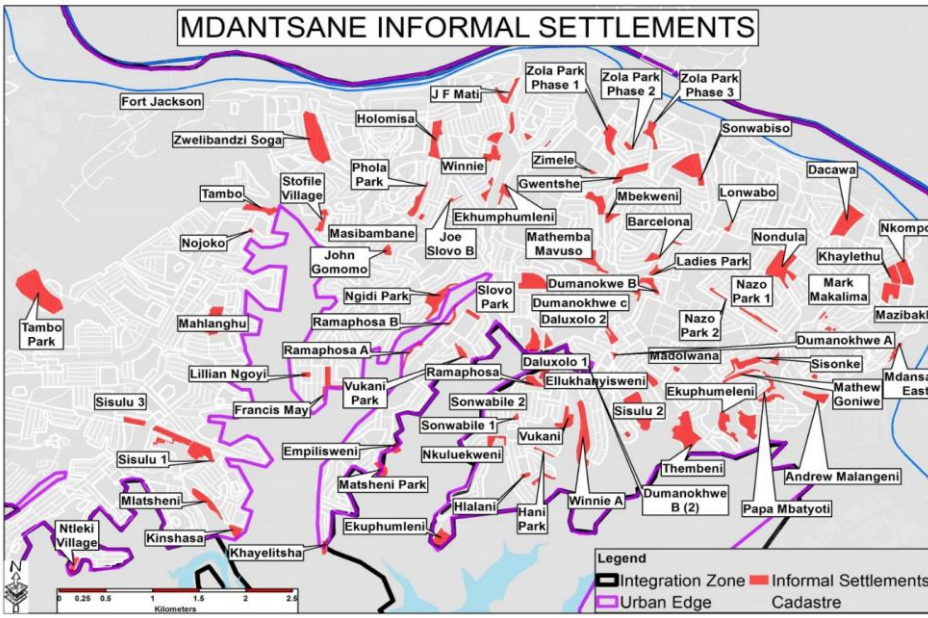 MDANTSANE INFORMAL SETTLEMENTS
Fort Jackson
J F Mati
Zola Park
Phase 1
Zola Park
Phase 2
Zola Park
Phase 3
Zwelibandzi Soga
Holomisa
Winnie
Zimele
Sonwabiso
Phola
Park
Gwentshe
Dacawa
Tambo
Stofile
Village
Ekhumphumleni
Mbekweni
Lonwabo
Masibambane
Joe
Slovo B
Mathemba
Mavuso
Barcelona
Nondula
Nkompo
Nojoko
John
Gomomo
Ladies Park
Khaylethu
Ngidi Park
Slovo
Park
Dumanokwe B
Nazo
Park 1
Mark
Makalima
Dumanokhwe c
Nazo
Park 2
Mazibakh
Tambo
Park
Mahlanghu
Ramaphosa B
Daluxolo 2
Dumanokhwe A
Ramaphosa A
Daluxolo 1
Madolwana
Sisonke
Mdansa
East
Lillian Ngoyi
Vukani
Park
Ramaphosa
Ellukhanyisweni
Ekuphumeleni
Mathew
Goniwe
Sisulu 3
Francis May
Sonwabile 2
Sisulu 2
Sonwabile 1
Vukani
Sisulu 1
Empilisweni
Nkuluekweni
Thembeni
Andrew Malangeni
Matsheni Park
Mlatsheni
Hlalani
Hani
Park
Winnie A
Dumanokhwe
B (2)
Papa Mbatyoti
Ntleki
Village
Kinshasa
Khayelitsha
Ekuphumleni
Legend
Integration Zone
Informal Settlements
Urban Edge
Cadastre
N
0 0.25 0.5 1 1.5 2 2.5
Kilometers